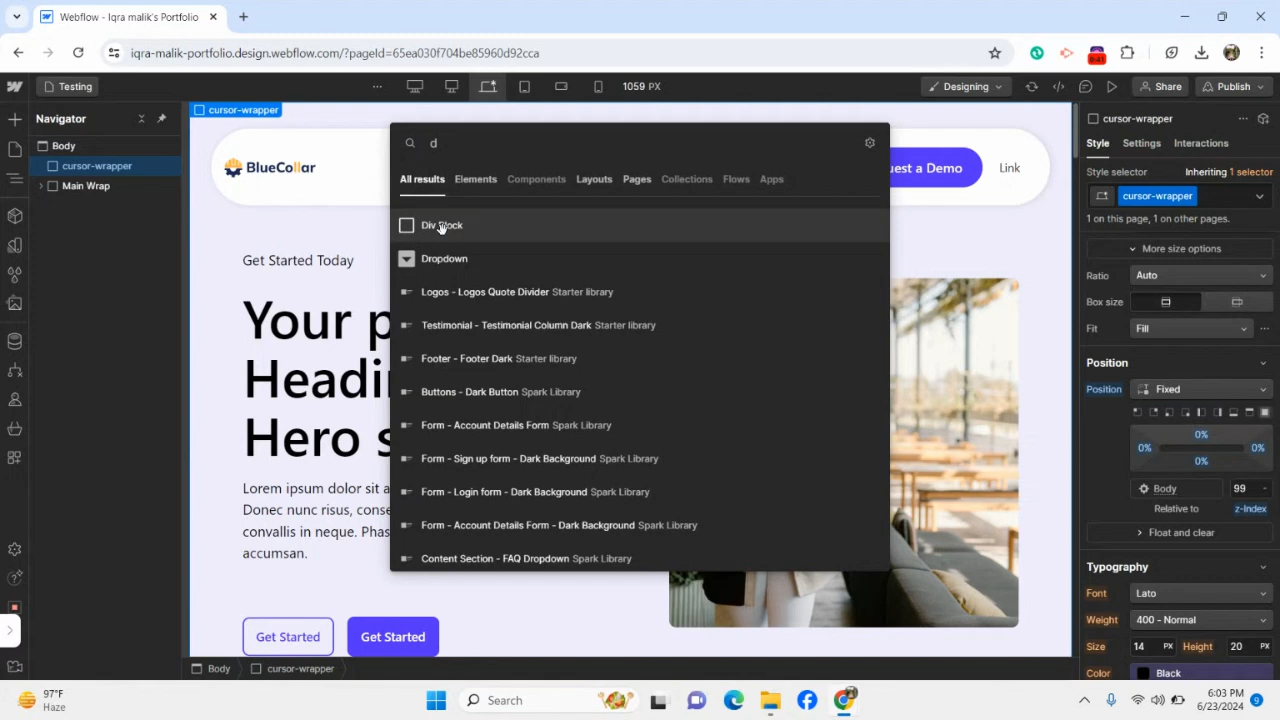 Webflow - Iqra malik's Portfolio
iqra-malik-portfolio.design.webflow.com/?pageId=65ea030f704be85960d92cca
8:41
Testing
1059 PX
Designing
Share
Publish
Navigator
Body
cursor-wrapper
Main Wrap
cursor-wrapper
BlueCollar
uest a Demo
Link
Get Started Today
Your p
Headi
Hero s
Lorem ipsum dolor sit a
Donec nunc risus, conse
convallis in neque. Phas
accumsan.
Get Started
Get Started
d
All results
Elements
Components
Layouts
Pages
Collections
Flows
Apps
Div Block
Dropdown
Logos - Logos Quote Divider Starter library
Testimonial - Testimonial Column Dark Starter library
Footer - Footer Dark Starter library
Buttons - Dark Button Spark Library
Form - Account Details Form Spark Library
Form - Sign up form - Dark Background Spark Library
Form - Login form - Dark Background Spark Library
Form - Account Details Form - Dark Background Spark Library
Content Section - FAQ Dropdown Spark Library
cursor-wrapper
Style
Settings
Interactions
Style selector
Inheriting 1 selector
cursor-wrapper
1 on this page, 1 on other pages.
More size options
Ratio
Auto
Box size
Fit
Fill
Position
Position
Fixed
0%
0%
0%
0%
Body
99
-
Relative to
z-Index
Float and clear
Typography
Font
Lato
Weight
400 - Normal
Size
14 PX
Height
20 PX
Color
Black
Body
cursor-wrapper
97°F
Haze
Search
6:03 PM
6/23/2024
9